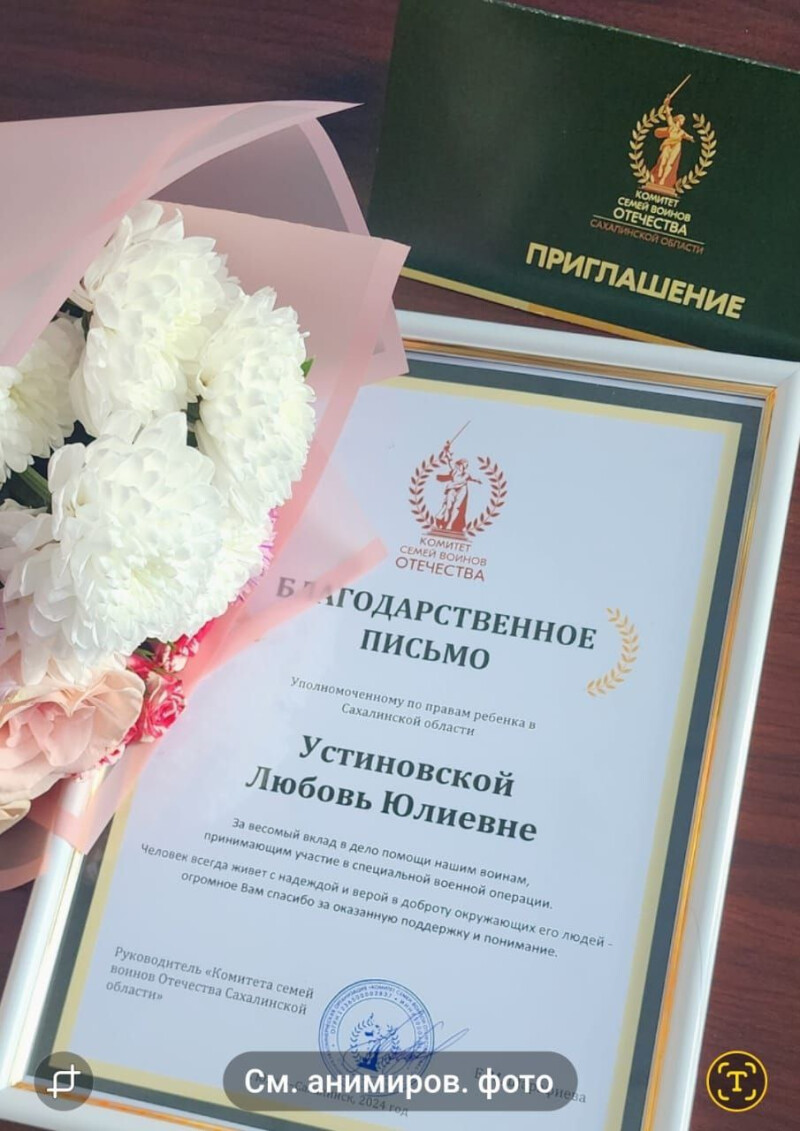 КОМИТЕТ
СЕМЕЙ ВОИНОВ
ОТЕЧЕСТВА
САХАЛИНСКОЙ ОБЛАСТИ
ПРИГЛАШЕНИЕ
КОМИТЕТ
СЕМЕЙ ВОИНОВ
ОТЕЧЕСТВА
БЛАГОДАРСТВЕННОЕ
ПИСЬМО
Уполномоченному по правам ребенка в
Сахалинской области
Устиновской
Любовь Юлиевне
За весомый вклад в дело помощи нашим воинам,
принимающим участие в специальной военной операции.
Человек всегда живет с надеждой и верой в доброту окружающих его людей -
огромное Вам спасибо за оказанную поддержку и понимание.
Руководитель «Комитета семей
воинов Отечества Сахалинской
области»
2024 год
См. анимиров. фото